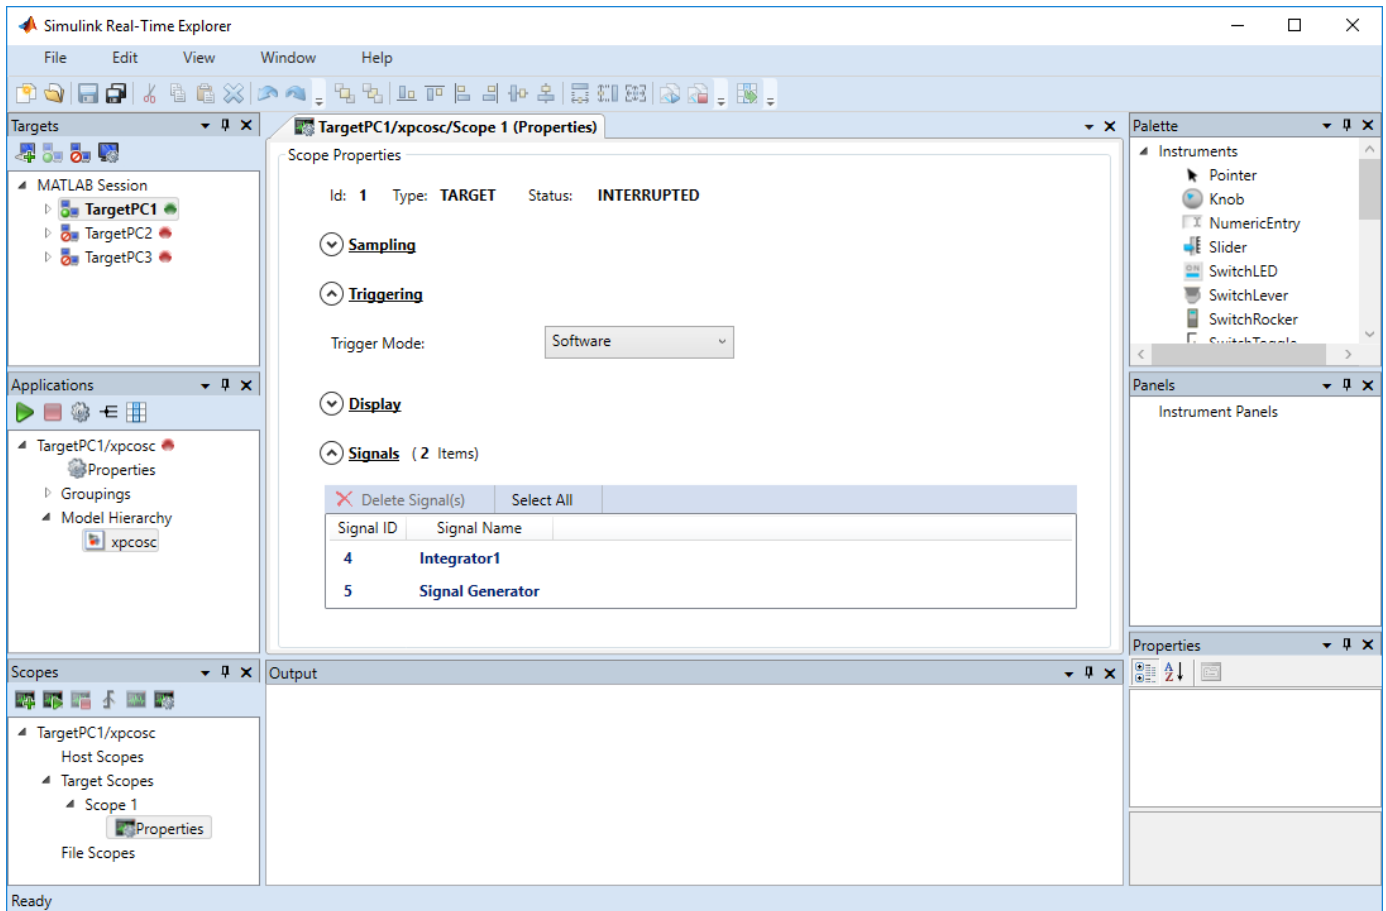 Simulink Real-Time Explorer
File Edit View Window Help
Targets
MATLAB Session
TargetPC1
TargetPC2
TargetPC3
Applications
TargetPC1/xpcosc
Properties
Groupings
Model Hierarchy
xpcosc
Scopes
TargetPC1/xpcosc
Host Scopes
Target Scopes
Scope 1
Properties
File Scopes
TargetPC1/xpcosc/Scope 1 (Properties)
Scope Properties
Id: 1 Type: TARGET Status: INTERRUPTED
Sampling
Triggering
Trigger Mode: Software
Display
Signals ( 2 Items)
Delete Signal(s) Select All
Signal ID Signal Name
4 Integrator1
5 Signal Generator
Output
Palette
Instruments
Pointer
Knob
NumericEntry
Slider
SwitchLED
SwitchLever
SwitchRocker
SwitchToggle
Panels
Instrument Panels
Properties
Ready